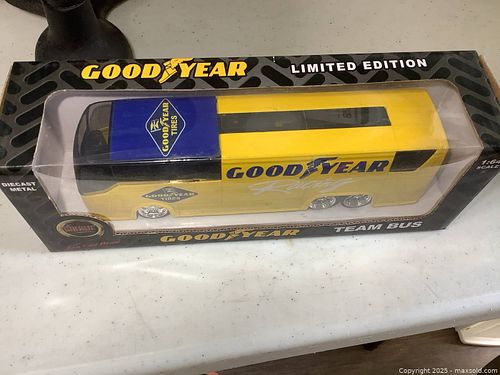 GOODYEAR
LIMITED EDITION
GOODYEAR
TIRES
GOODYEAR
Racing
GOODYEAR
TIRES
DIECAST
METAL
1:64
SCALE
GOODYEAR
TEAM BUS
Copyright 2025 - maxsold.com